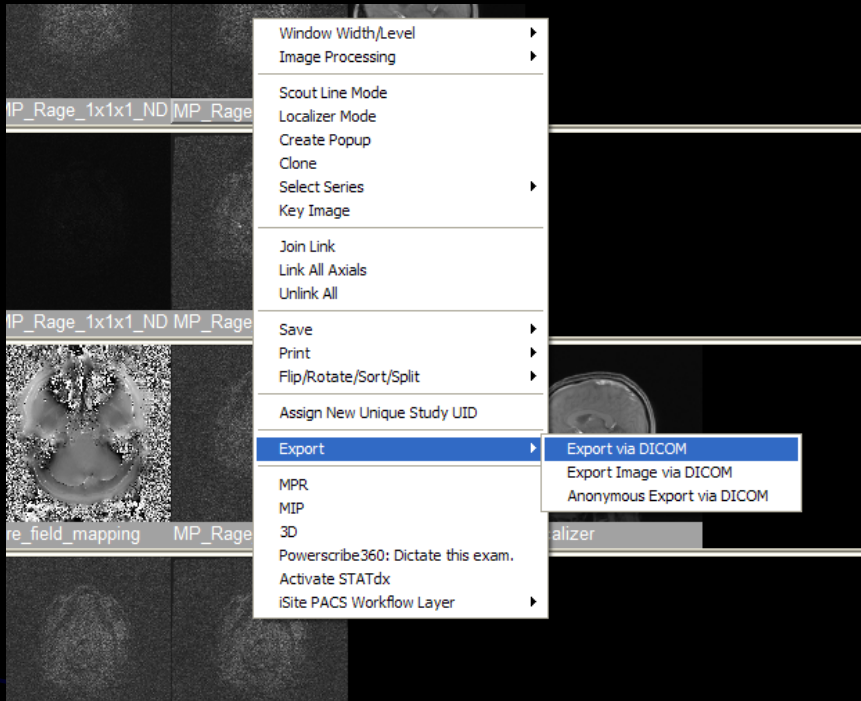 MP_Rage_1x1x1_ND MP_Rage
Window Width/Level
Image Processing
Scout Line Mode
Localizer Mode
Create Popup
Clone
Select Series
Key Image
Join Link
Link All Axials
Unlink All
MP_Rage_1x1x1_ND MP_Rage
Save
Print
Flip/Rotate/Sort/Split
Assign New Unique Study UID
Export
Export via DICOM
Export Image via DICOM
Anonymous Export via DICOM
MPR
MIP
3D
re_field_mapping MP_Rage
alizer
Powerscribe360: Dictate this exam.
Activate STATdx
iSite PACS Workflow Layer